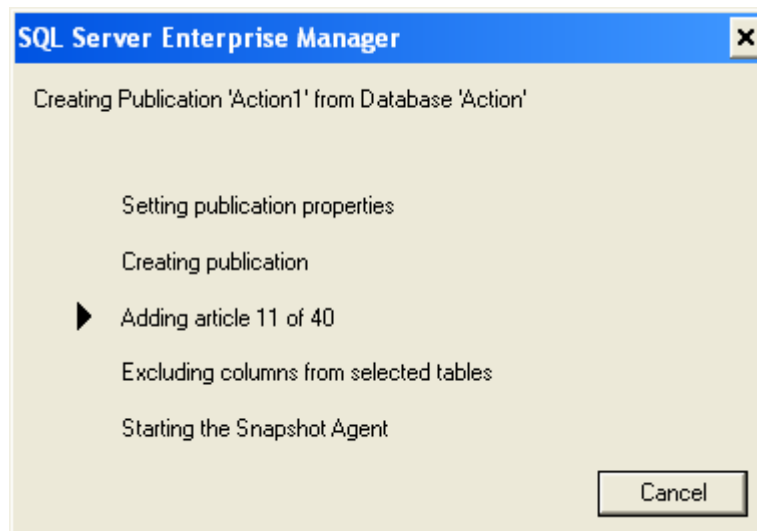 SQL Server Enterprise Manager
Creating Publication 'Action1' from Database 'Action'
Setting publication properties
Creating publication
Adding article 11 of 40
Excluding columns from selected tables
Starting the Snapshot Agent
Cancel